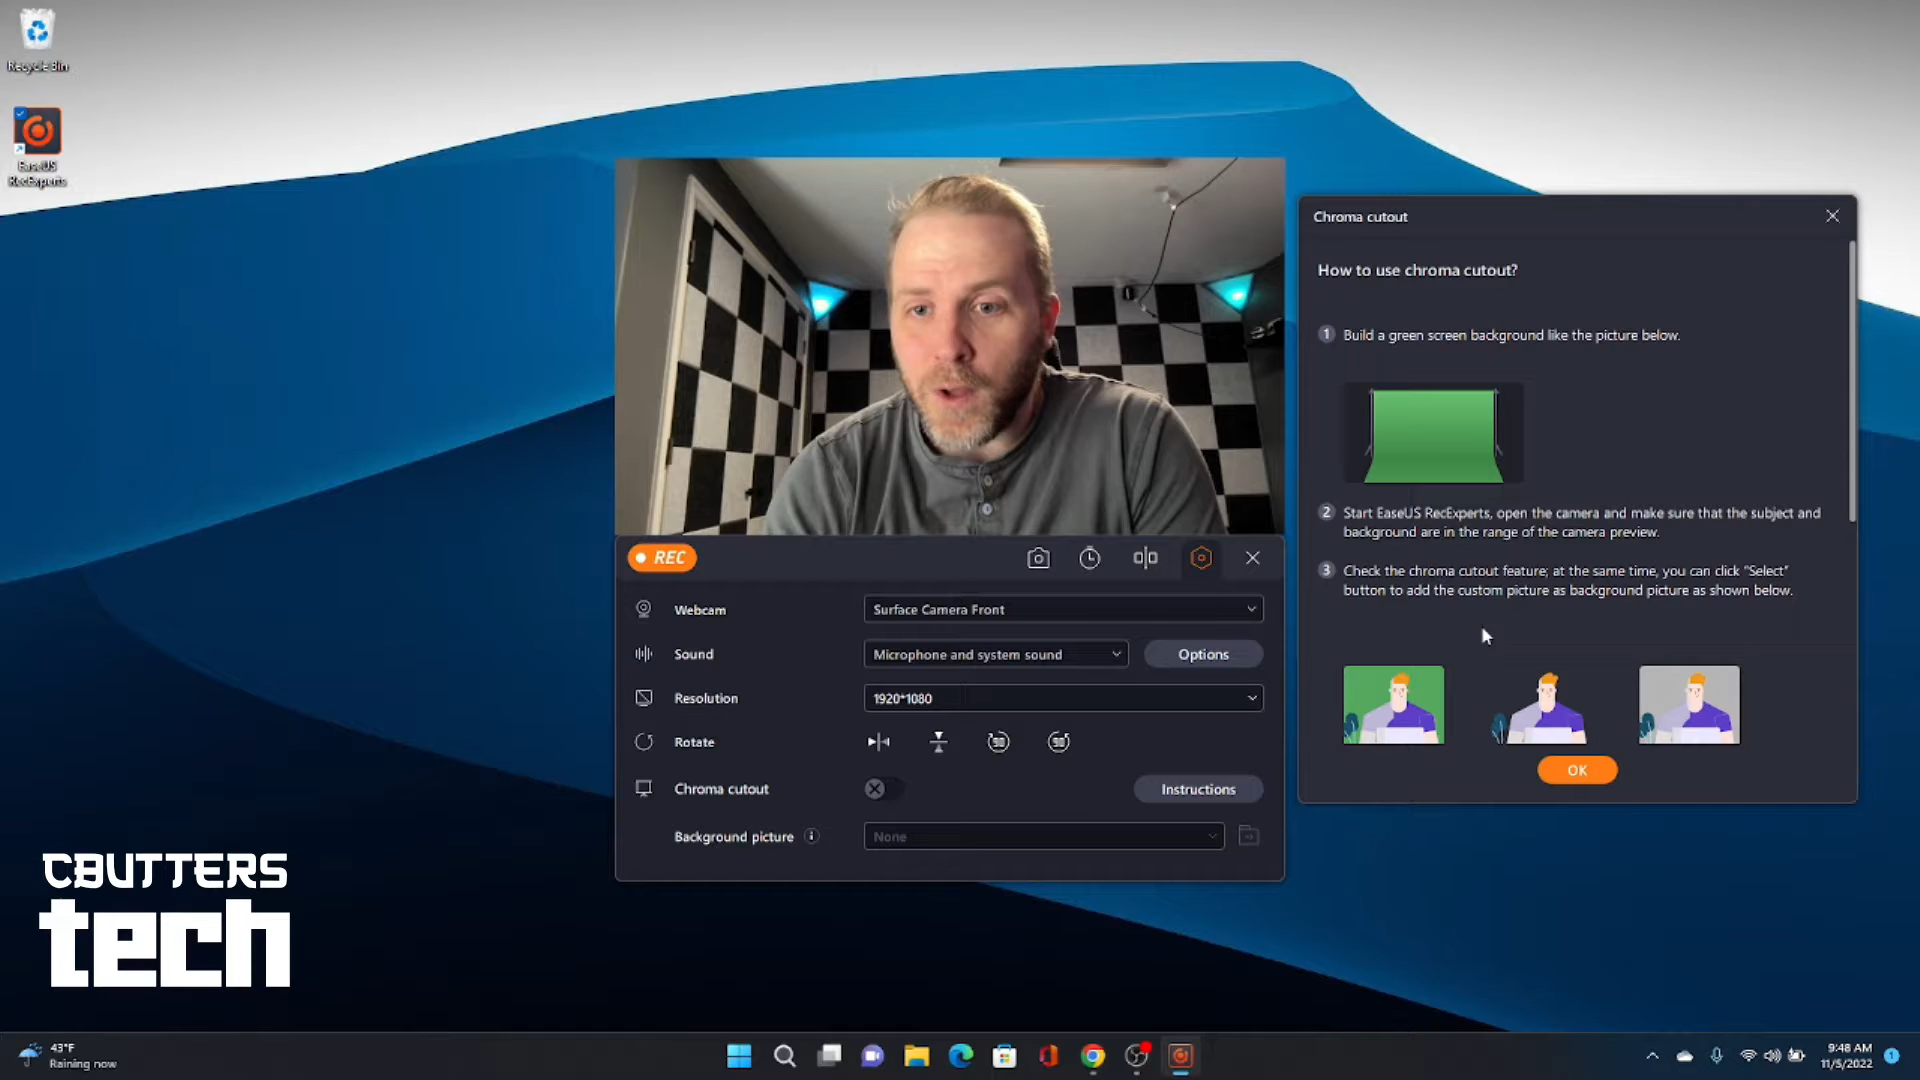 Recycle Bin
EaseUS
RecExperts
Chroma cutout
How to use chroma cutout?
1 Build a green screen background like the picture below.
2 Start EaseUS RecExperts, open the camera and make sure that the subject and
background are in the range of the camera preview.
3 Check the chroma cutout feature; at the same time, you can click "Select"
button to add the custom picture as background picture as shown below.
OK
REC
Webcam
Surface Camera Front
Sound
Microphone and system sound
Options
Resolution
1920*1080
Rotate
90
90
Chroma cutout
Instructions
Background picture
None
CBUTTERS
tech
43°F
Raining now
9:48 AM
11/5/2022
1